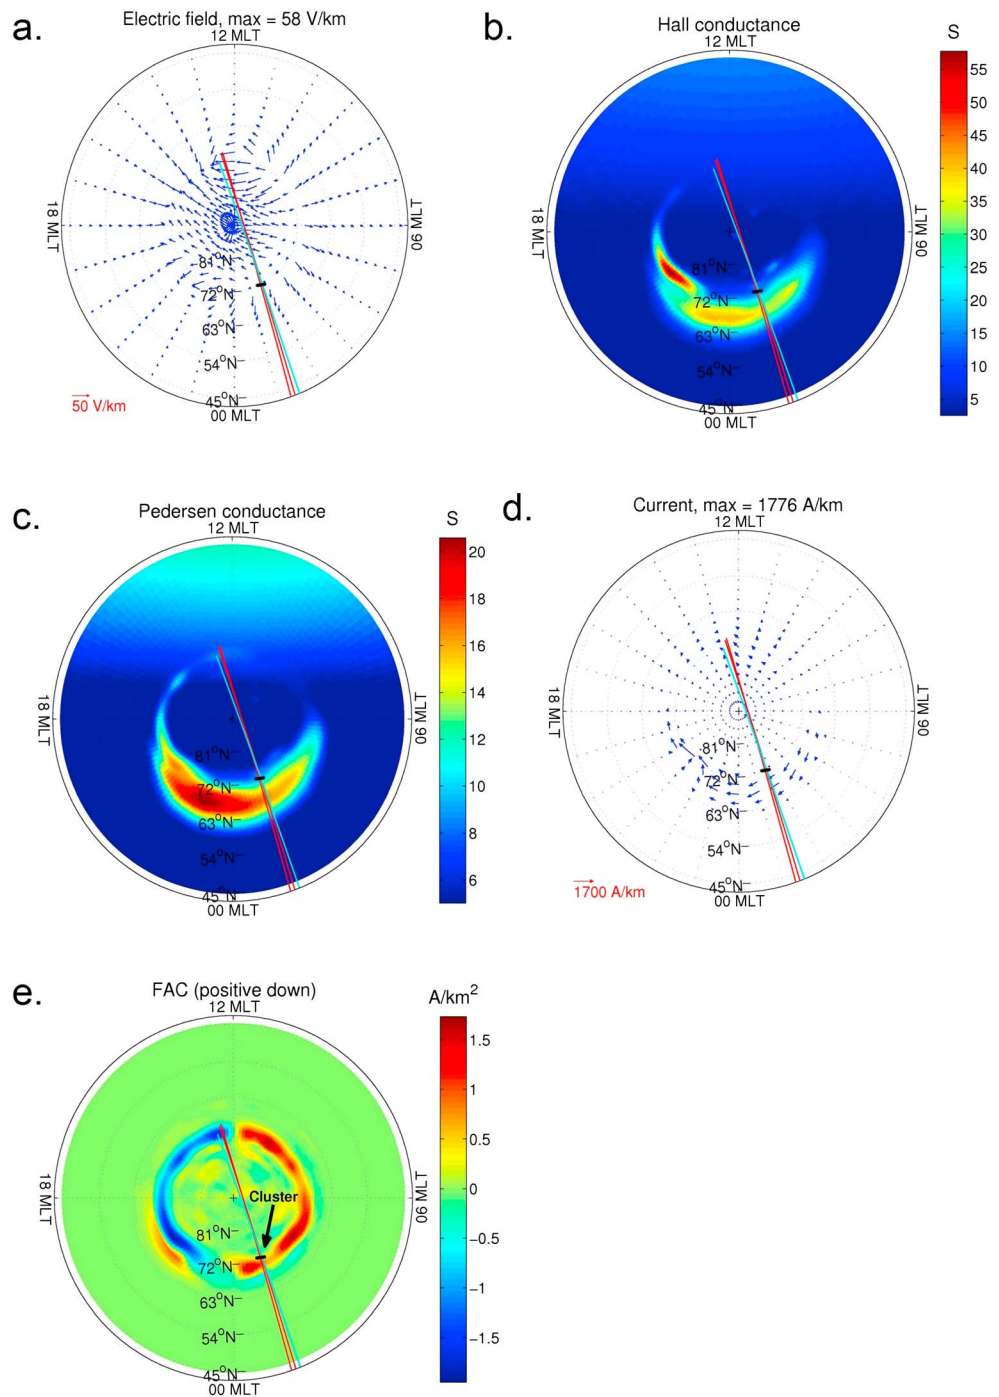 a.
Electric field, max = 58 V/km
12 MLT
18 MLT
06 MLT
81°N
72°N
63°N
54°N
45°N
00 MLT
50 V/km
b.
Hall conductance
12 MLT
S
18 MLT
06 MLT
81°N
72°N
63°N
54°N
45°N
00 MLT
55
50
45
40
35
30
25
20
15
10
5
c.
Pedersen conductance
12 MLT
S
18 MLT
06 MLT
81°N
72°N
63°N
54°N
45°N
00 MLT
20
18
16
14
12
10
8
6
d.
Current, max = 1776 A/km
12 MLT
18 MLT
06 MLT
81°N
72°N
63°N
54°N
45°N
00 MLT
1700 A/km
e.
FAC (positive down)
12 MLT
A/km²
18 MLT
06 MLT
Cluster
81°N
72°N
63°N
54°N
45°N
00 MLT
1.5
1
0.5
0
−0.5
−1
−1.5